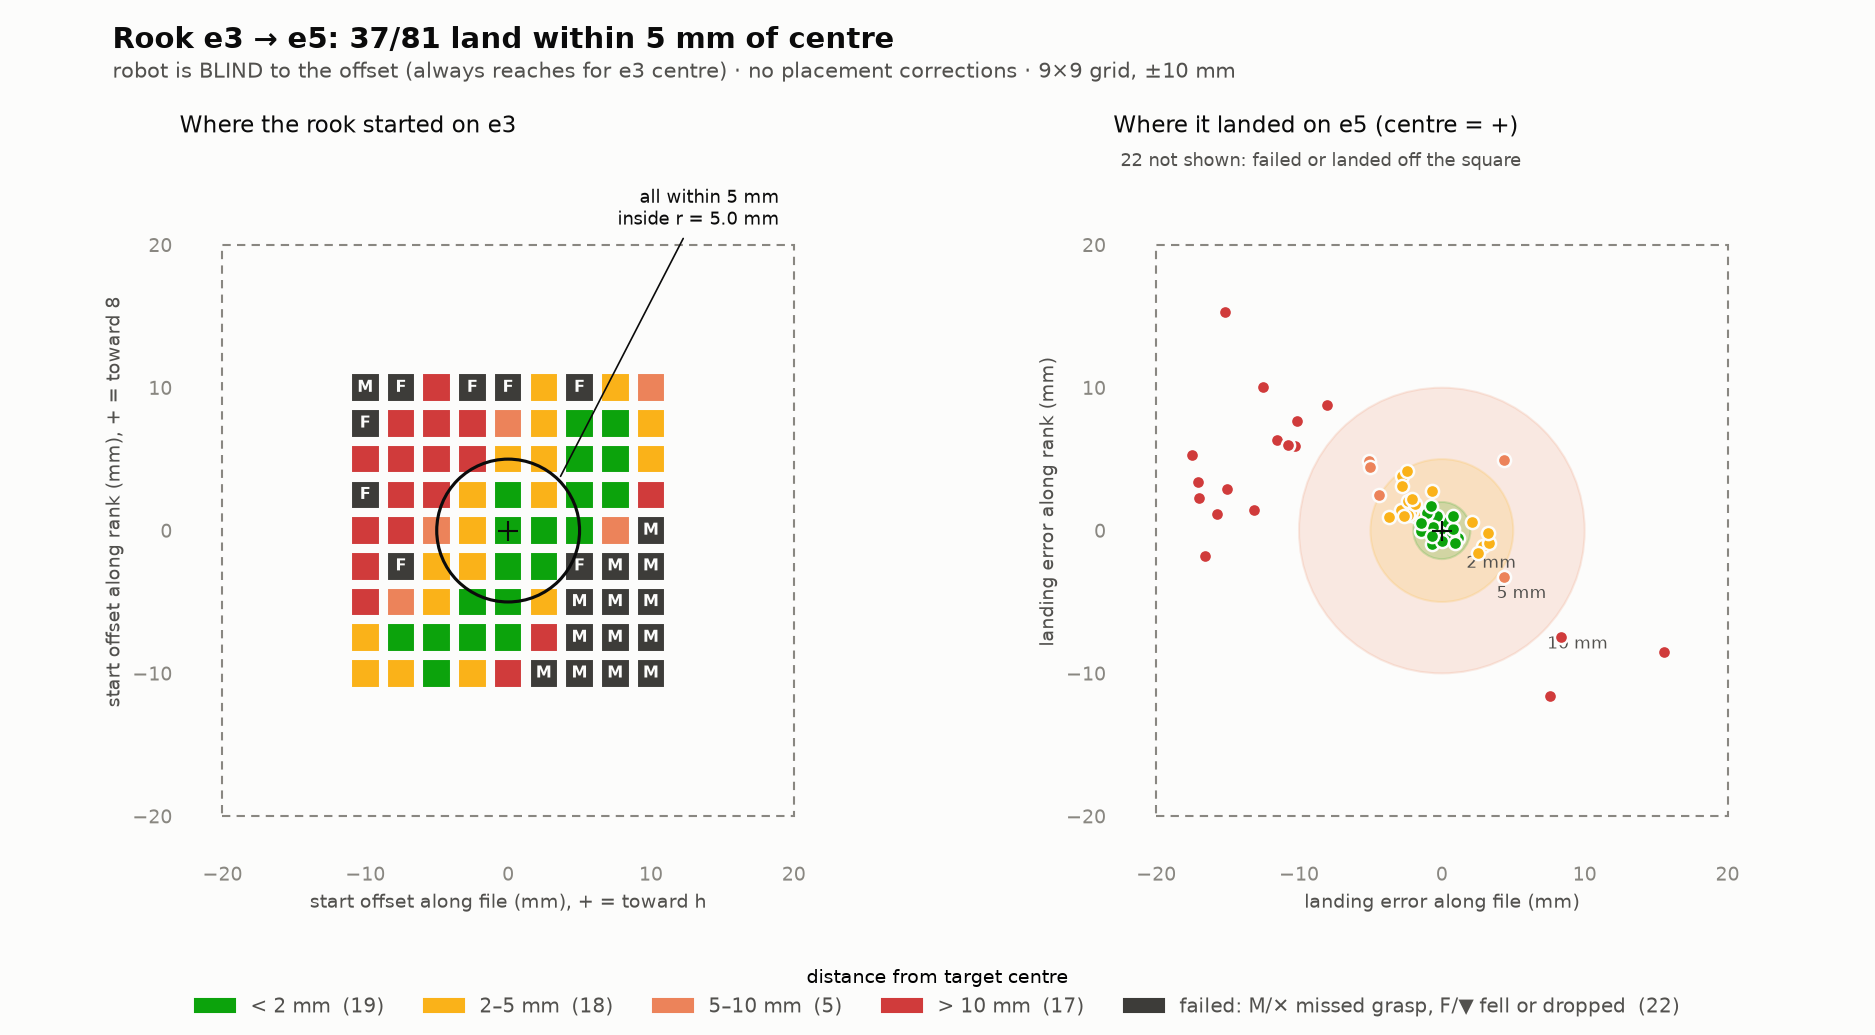 Rook e3 → e5: 37/81 land within 5 mm of centre
robot is BLIND to the offset (always reaches for e3 centre) · no placement corrections · 9×9 grid, ±10 mm
Where the rook started on e3
all within 5 mm
inside r = 5.0 mm
start offset along rank (mm), + = toward 8
20
10
0
−10
−20
M F F F F
F
F
M
F F M M
M M M
M M M
M M M M
−20 −10 0 10 20
start offset along file (mm), + = toward h
Where it landed on e5 (centre = +)
22 not shown: failed or landed off the square
landing error along rank (mm)
20
10
0
−10
−20
2 mm
5 mm
10 mm
−20 −10 0 10 20
landing error along file (mm)
distance from target centre
< 2 mm (19) 2–5 mm (18) 5–10 mm (5) > 10 mm (17) failed: M/× missed grasp, F/▼ fell or dropped (22)